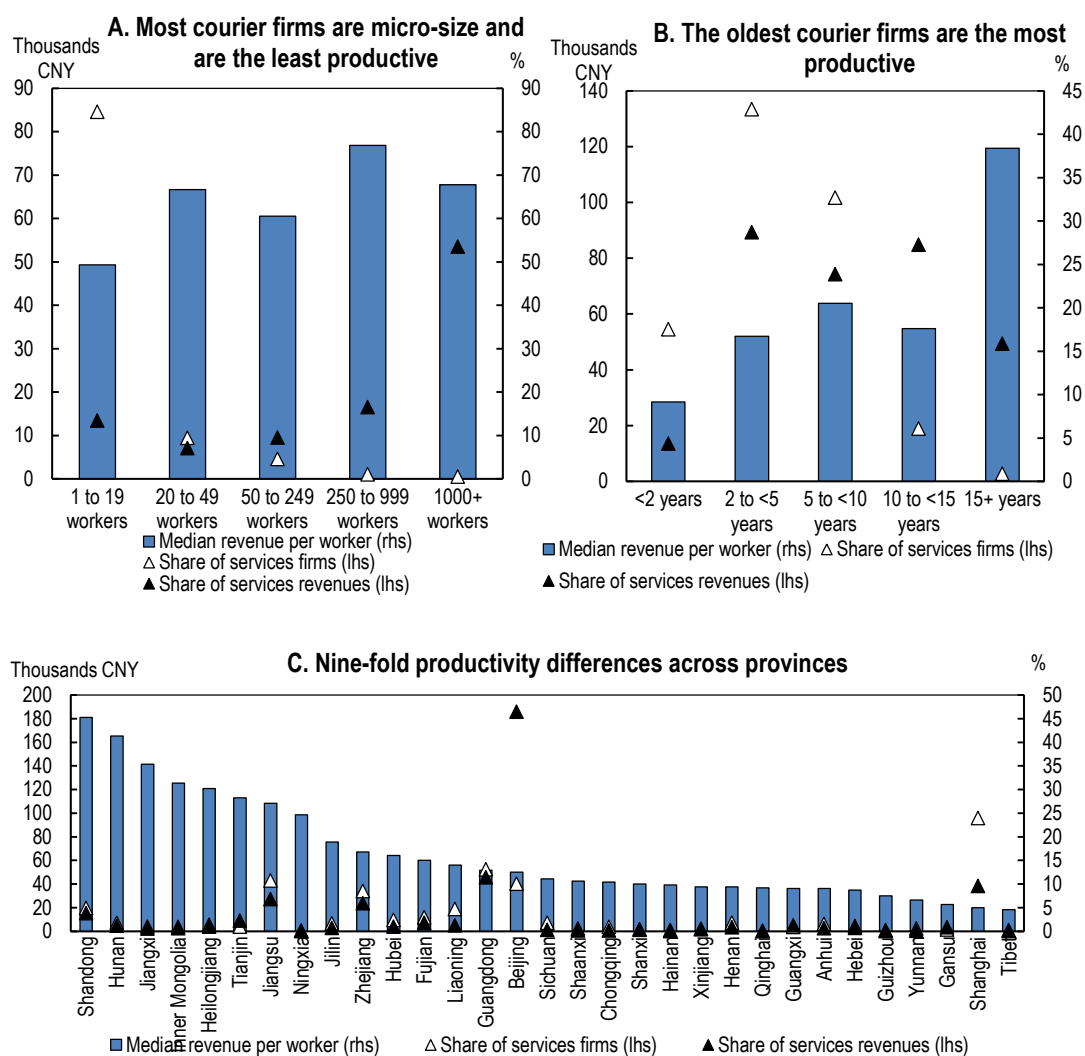 A. Most courier firms are micro-size and
are the least productive
Thousands
CNY
%
90
80
70
60
50
40
30
20
10
0
90
80
70
60
50
40
30
20
10
0
1 to 19
workers
20 to 49
workers
50 to 249
workers
250 to 999
workers
1000+
workers
Median revenue per worker (rhs)
Share of services firms (lhs)
Share of services revenues (lhs)
B. The oldest courier firms are the most
productive
Thousands
CNY
%
140
120
100
80
60
40
20
0
45
40
35
30
25
20
15
10
5
0
<2 years
2 to <5
years
5 to <10
years
10 to <15
years
15+ years
Median revenue per worker (rhs)
Share of services firms (lhs)
Share of services revenues (lhs)
C. Nine-fold productivity differences across provinces
Thousands CNY
%
200
180
160
140
120
100
80
60
40
20
0
50
45
40
35
30
25
20
15
10
5
0
Shandong
Hunan
Jiangxi
Inner Mongolia
Heilongjiang
Tianjin
Jiangsu
Ningxia
Jilin
Zhejiang
Hubei
Fujian
Liaoning
Guangdong
Beijing
Sichuan
Shaanxi
Chongqing
Shanxi
Hainan
Xinjiang
Henan
Qinghai
Guangxi
Anhui
Hebei
Guizhou
Yunnan
Gansu
Shanghai
Tibet
Median revenue per worker (rhs)
Share of services firms (lhs)
Share of services revenues (lhs)